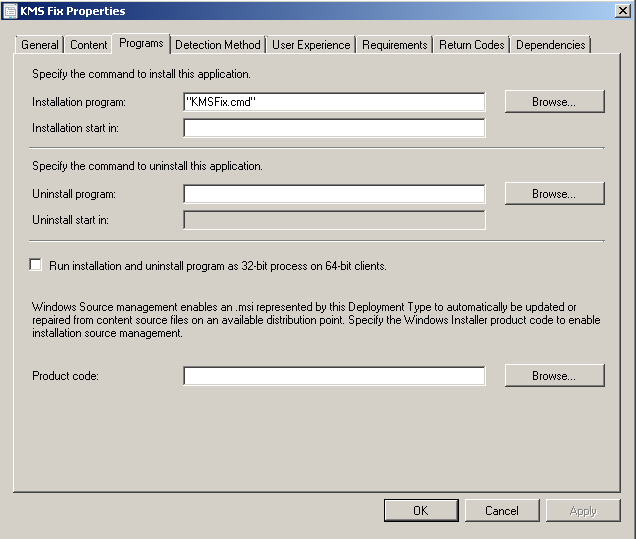 KMS Fix Properties
General Content Programs Detection Method User Experience Requirements Return Codes Dependencies
Specify the command to install this application.
Installation program: "KMSFix.cmd" Browse...
Installation start in:
Specify the command to uninstall this application.
Uninstall program: Browse...
Uninstall start in:
Run installation and uninstall program as 32-bit process on 64-bit clients.
Windows Source management enables an .msi represented by this Deployment Type to automatically be updated or
repaired from content source files on an available distribution point. Specify the Windows Installer product code to enable
installation source management.
Product code: Browse...
OK Cancel Apply